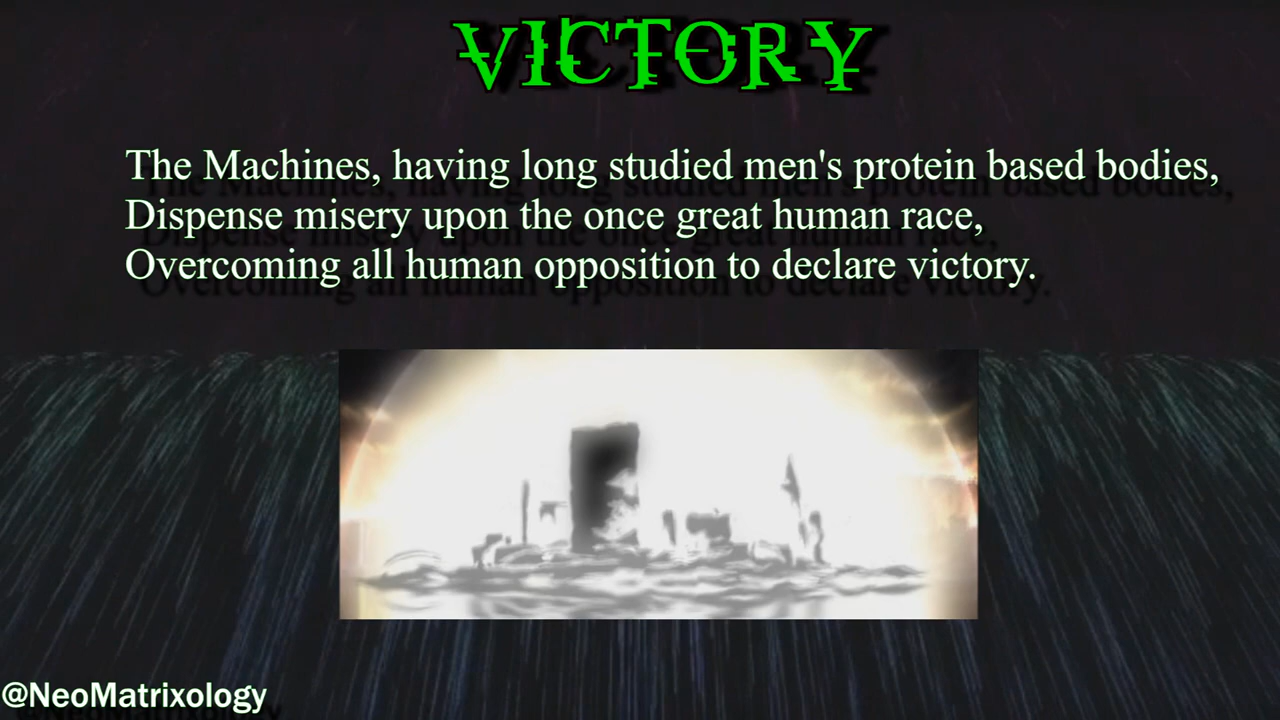 VICTORY
The Machines, having long studied men's protein based bodies,
Dispense misery upon the once great human race,
Overcoming all human opposition to declare victory.
@NeoMatrixology